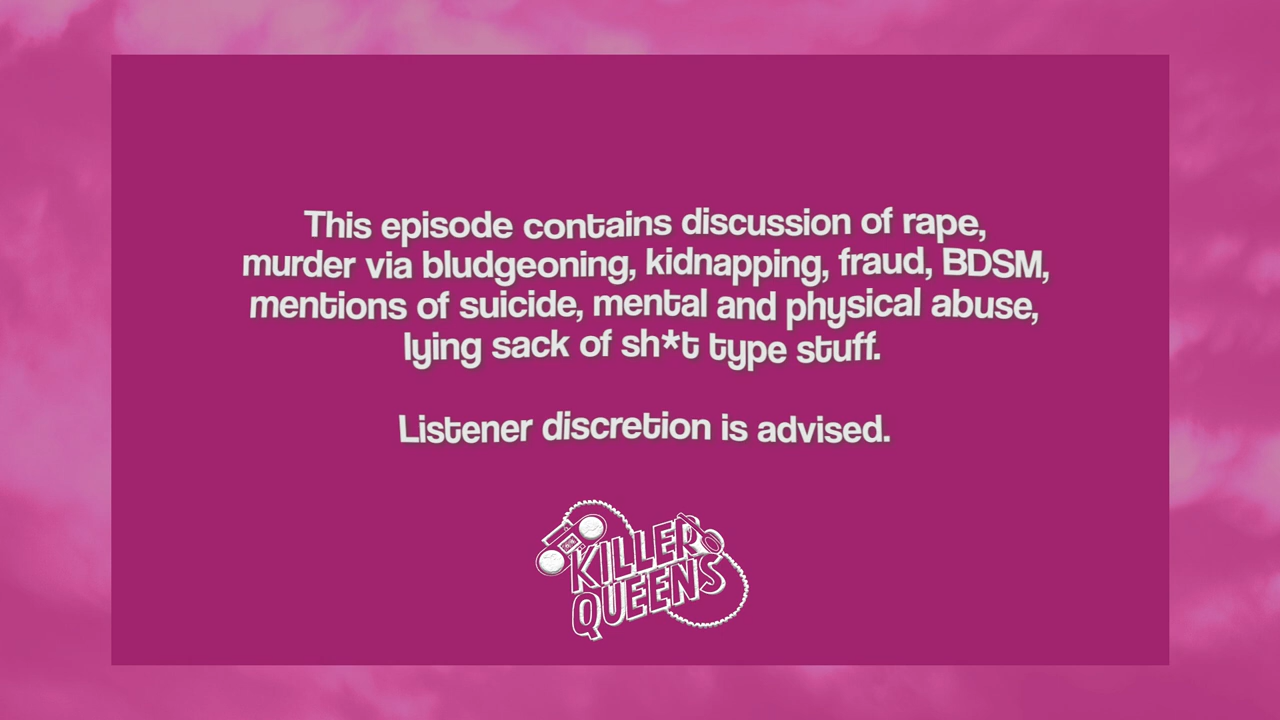 This episode contains discussion of rape,
murder via bludgeoning, kidnapping, fraud, BDSM,
mentions of suicide, mental and physical abuse,
lying sack of sh*t type stuff.
Listener discretion is advised.
KILLER
QUEENS